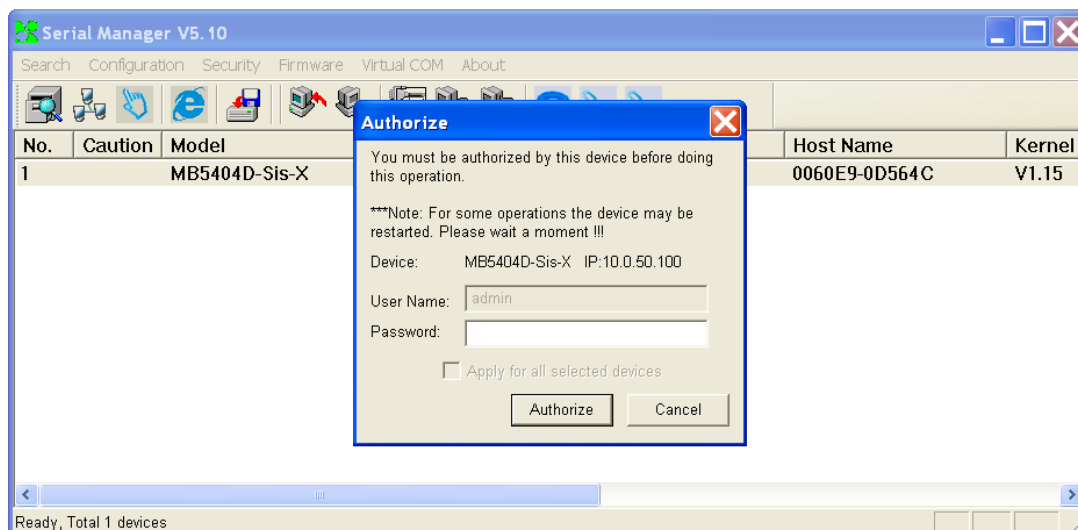 Serial Manager V5.10
Search Configuration Security Firmware Virtual COM About
Authorize
No. Caution Model Host Name Kernel
1 MB5404D-Sis-X 0060E9-0D564C V1.15
You must be authorized by this device before doing
this operation.
***Note: For some operations the device may be
restarted. Please wait a moment !!!
Device: MB5404D-Sis-X IP:10.0.50.100
User Name: admin
Password:
Apply for all selected devices
Authorize Cancel
Ready, Total 1 devices